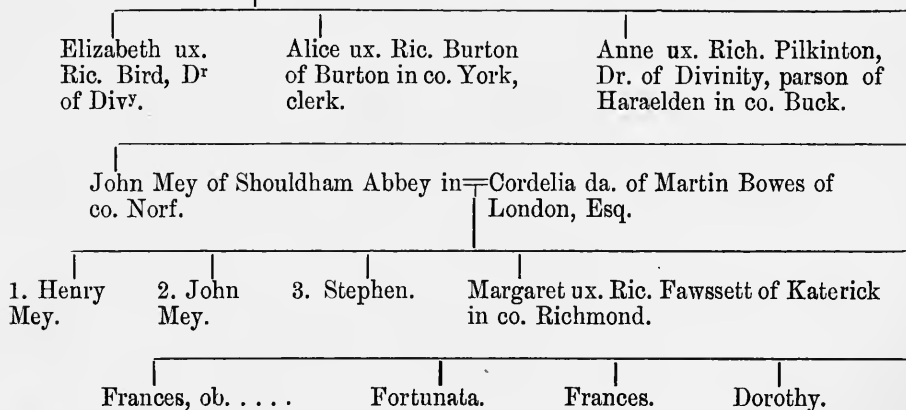 Elizabeth ux. Ric. Bird, Dr of Divy.
Alice ux. Ric. Burton of Burton in co. York, clerk.
Anne ux. Rich. Pilkinton, Dr. of Divinity, parson of Haraelden in co. Buck.
John Mey of Shouldham Abbey in co. Norf.
Cordelia da. of Martin Bowes of London, Esq.
1. Henry Mey.
2. John Mey.
3. Stephen.
Margaret ux. Ric. Fawssett of Katerick in co. Richmond.
Frances, ob. . . . .
Fortunata.
Frances.
Dorothy.